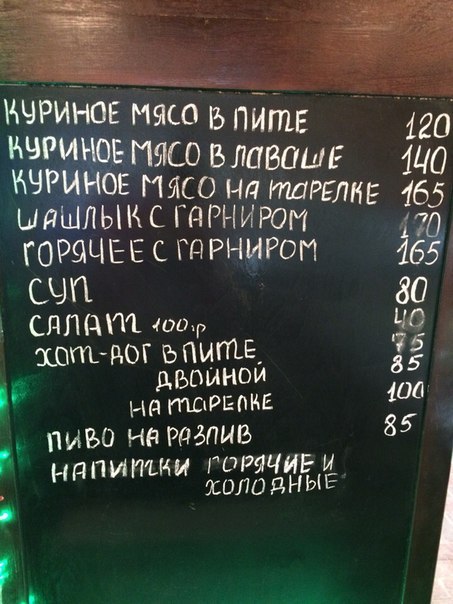 КУРИНОЕ МЯСО В ПИТЕ 120
КУРИНОЕ МЯСО В ЛАВАШЕ 140
КУРИНОЕ МЯСО НА ТАРЕЛКЕ 165
ШАШЛЫК С ГАРНИРОМ 170
ГОРЯЧЕЕ С ГАРНИРОМ 165
СУП 80
САЛАТ 100гр 40
ХОТ-ДОГ В ПИТЕ 75
ДВОЙНОЙ 85
НА ТАРЕЛКЕ 100
ПИВО НА РАЗЛИВ 85
НАПИТКИ ГОРЯЧИЕ И
ХОЛОДНЫЕ